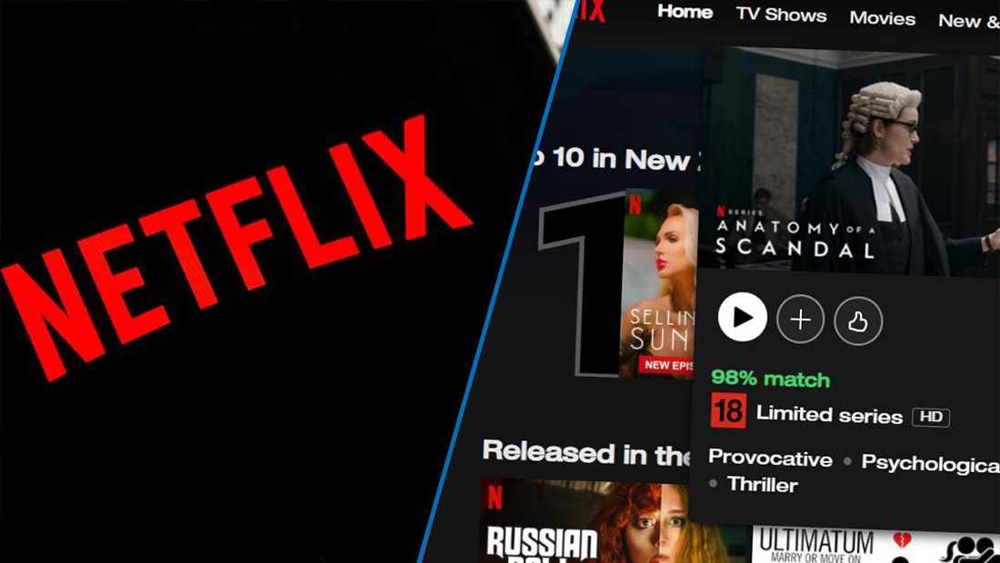 NETFLIX
Home TV Shows Movies New &
10 in New
1
N SERIES
ANATOMY OF A
SCANDAL
SELLIN
SUN
NEW EPIS
98% match
18 Limited series HD
Provocative • Psychologica
• Thriller
Released in the
N
RUSSIAN
ULTIMATUM
MARRY OR MOVE ON